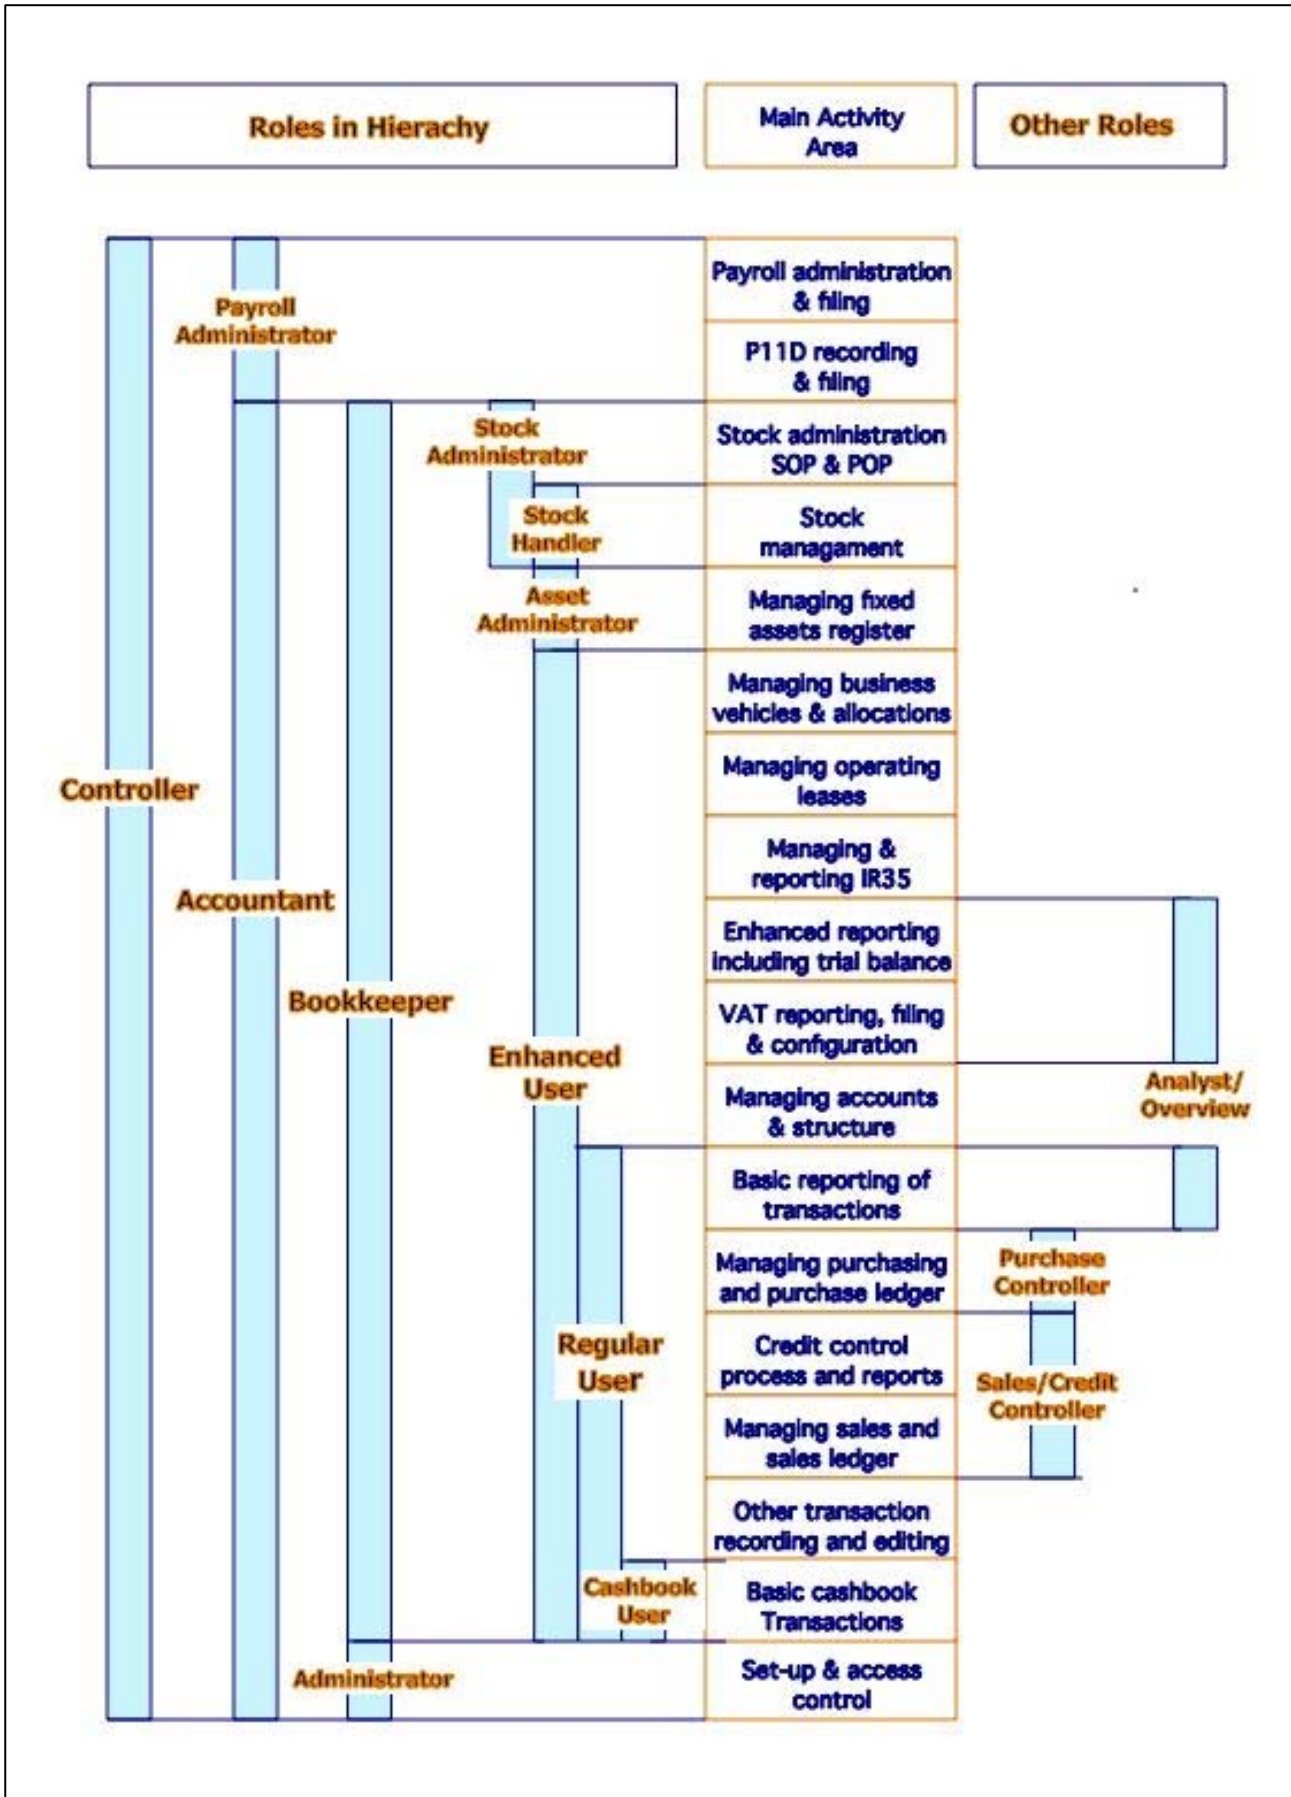 Roles in Hierachy
Main Activity
Area
Other Roles
Payroll administration
& filing
Payroll
Administrator
P11D recording
& filing
Stock
Administrator
Stock administration
SOP & POP
Stock
Handler
Stock
managament
Asset
Administrator
Managing fixed
assets register
Managing business
vehicles & allocations
Managing operating
leases
Controller
Managing &
reporting IR35
Accountant
Enhanced reporting
including trial balance
Bookkeeper
VAT reporting, filing
& configuration
Enhanced
User
Managing accounts
& structure
Analyst/
Overview
Basic reporting of
transactions
Managing purchasing
and purchase ledger
Purchase
Controller
Regular
User
Credit control
process and reports
Sales/Credit
Controller
Managing sales and
sales ledger
Other transaction
recording and editing
Cashbook
User
Basic cashbook
Transactions
Administrator
Set-up & access
control